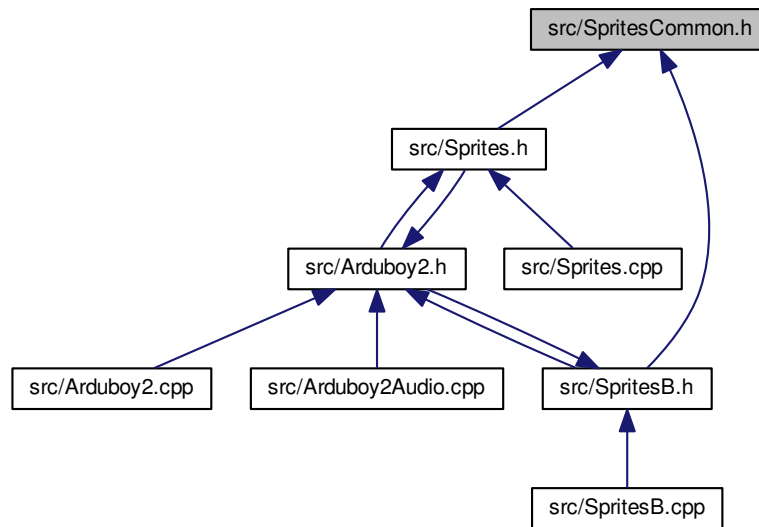 src/SpritesCommon.h
src/Sprites.h
src/Arduboy2.h
src/Sprites.cpp
src/Arduboy2.cpp
src/Arduboy2Audio.cpp
src/SpritesB.h
src/SpritesB.cpp